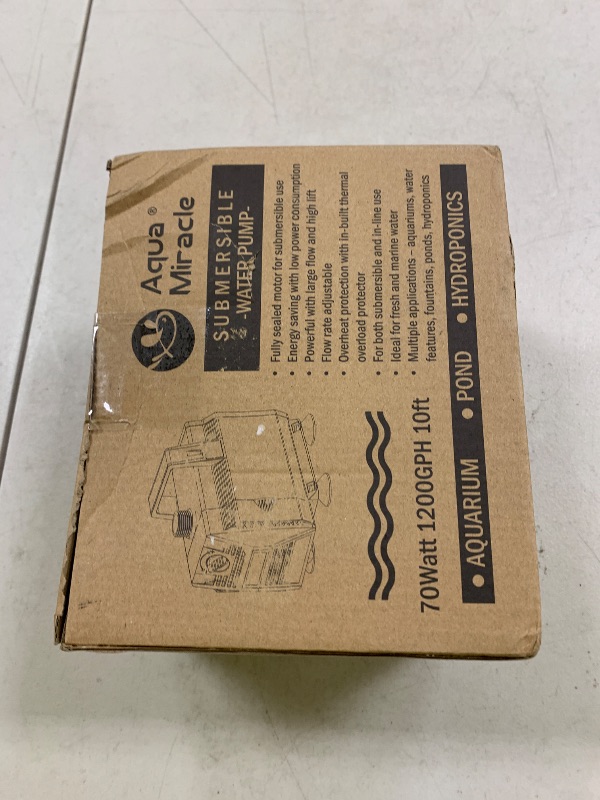 Aqua ®
Miracle
SUBMERSIBLE
-WATER PUMP-
• Fully sealed motor for submersible use
• Energy saving with low power consumption
• Powerful with large flow and high lift
• Flow rate adjustable
• Overheat protection with in-built thermal
overload protector
• For both submersible and in-line use
• Ideal for fresh and marine water
• Multiple applications – aquariums, water
features, fountains, ponds, hydroponics
70Watt 1200GPH 10ft
• AQUARIUM • POND • HYDROPONICS